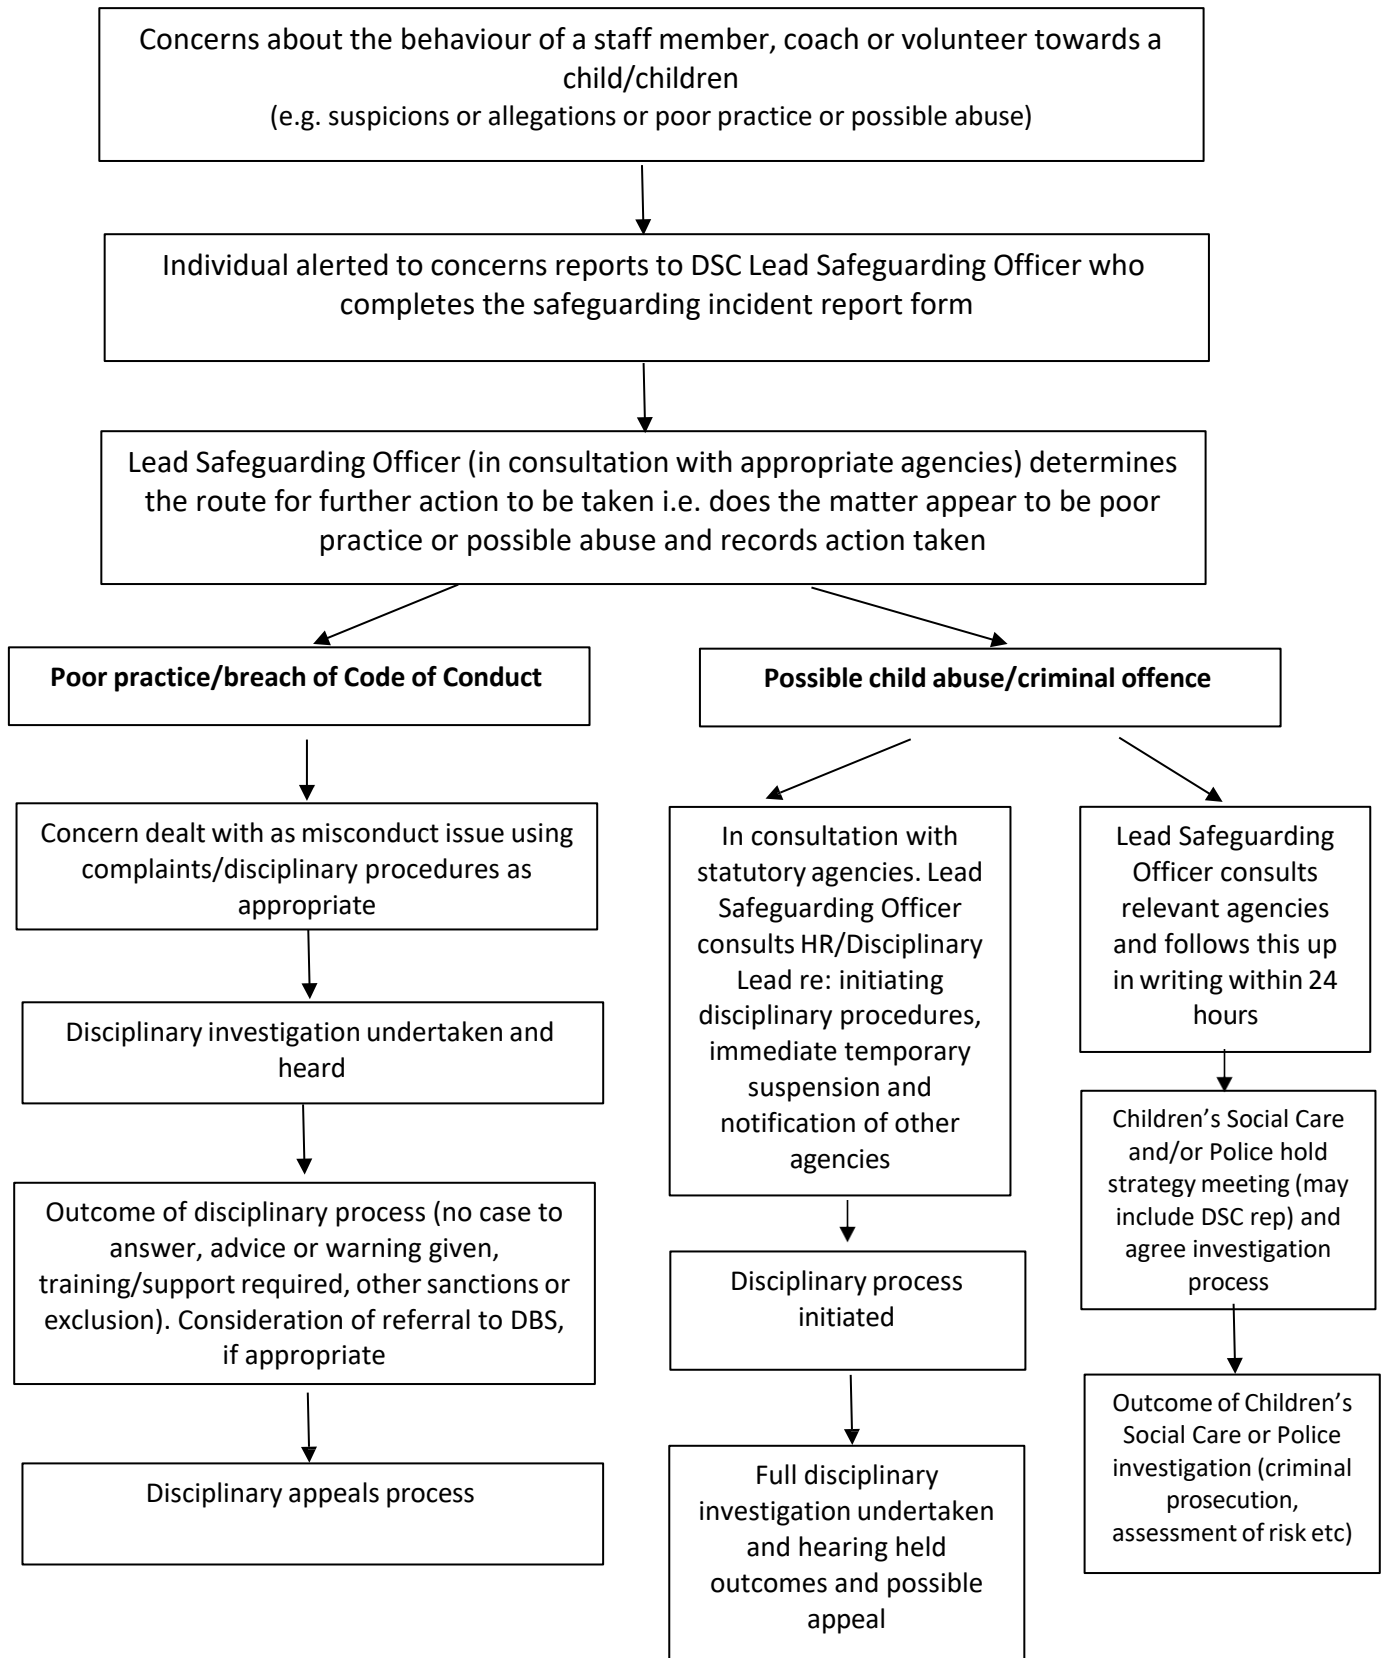 Concerns about the behaviour of a staff member, coach or volunteer towards a
child/children
(e.g. suspicions or allegations or poor practice or possible abuse)
Individual alerted to concerns reports to DSC Lead Safeguarding Officer who
completes the safeguarding incident report form
Lead Safeguarding Officer (in consultation with appropriate agencies) determines
the route for further action to be taken i.e. does the matter appear to be poor
practice or possible abuse and records action taken
Poor practice/breach of Code of Conduct
Concern dealt with as misconduct issue using
complaints/disciplinary procedures as
appropriate
Disciplinary investigation undertaken and
heard
Outcome of disciplinary process (no case to
answer, advice or warning given,
training/support required, other sanctions or
exclusion). Consideration of referral to DBS,
if appropriate
Disciplinary appeals process
Possible child abuse/criminal offence
In consultation with
statutory agencies. Lead
Safeguarding Officer
consults HR/Disciplinary
Lead re: initiating
disciplinary procedures,
immediate temporary
suspension and
notification of other
agencies
Disciplinary process
initiated
Full disciplinary
investigation undertaken
and hearing held
outcomes and possible
appeal
Lead Safeguarding
Officer consults
relevant agencies
and follows this up
in writing within 24
hours
Children’s Social Care
and/or Police hold
strategy meeting (may
include DSC rep) and
agree investigation
process
Outcome of Children’s
Social Care or Police
investigation (criminal
prosecution,
assessment of risk etc)